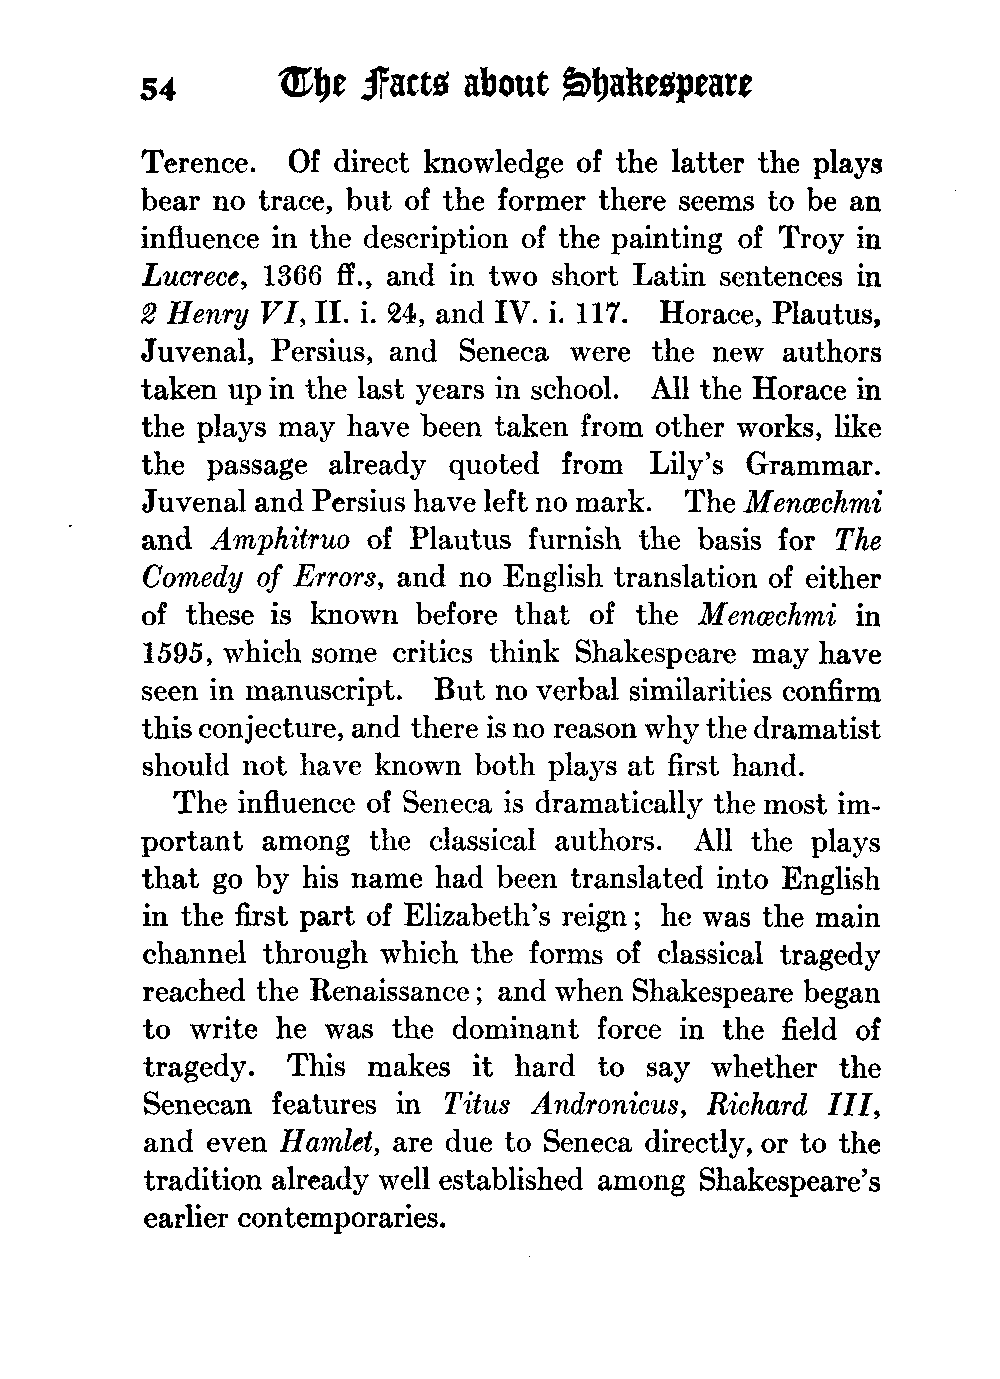 54 The Facts about Shakespeare
Terence. Of direct knowledge of the latter the plays
bear no trace, but of the former there seems to be an
influence in the description of the painting of Troy in
Lucrece, 1366 ff., and in two short Latin sentences in
2 Henry VI, II. i. 24, and IV. i. 117. Horace, Plautus,
Juvenal, Persius, and Seneca were the new authors
taken up in the last years in school. All the Horace in
the plays may have been taken from other works, like
the passage already quoted from Lily's Grammar.
Juvenal and Persius have left no mark. The Menœchmi
and Amphitruo of Plautus furnish the basis for The
Comedy of Errors, and no English translation of either
of these is known before that of the Menœchmi in
1595, which some critics think Shakespeare may have
seen in manuscript. But no verbal similarities confirm
this conjecture, and there is no reason why the dramatist
should not have known both plays at first hand.
The influence of Seneca is dramatically the most im-
portant among the classical authors. All the plays
that go by his name had been translated into English
in the first part of Elizabeth's reign; he was the main
channel through which the forms of classical tragedy
reached the Renaissance; and when Shakespeare began
to write he was the dominant force in the field of
tragedy. This makes it hard to say whether the
Senecan features in Titus Andronicus, Richard III,
and even Hamlet, are due to Seneca directly, or to the
tradition already well established among Shakespeare's
earlier contemporaries.